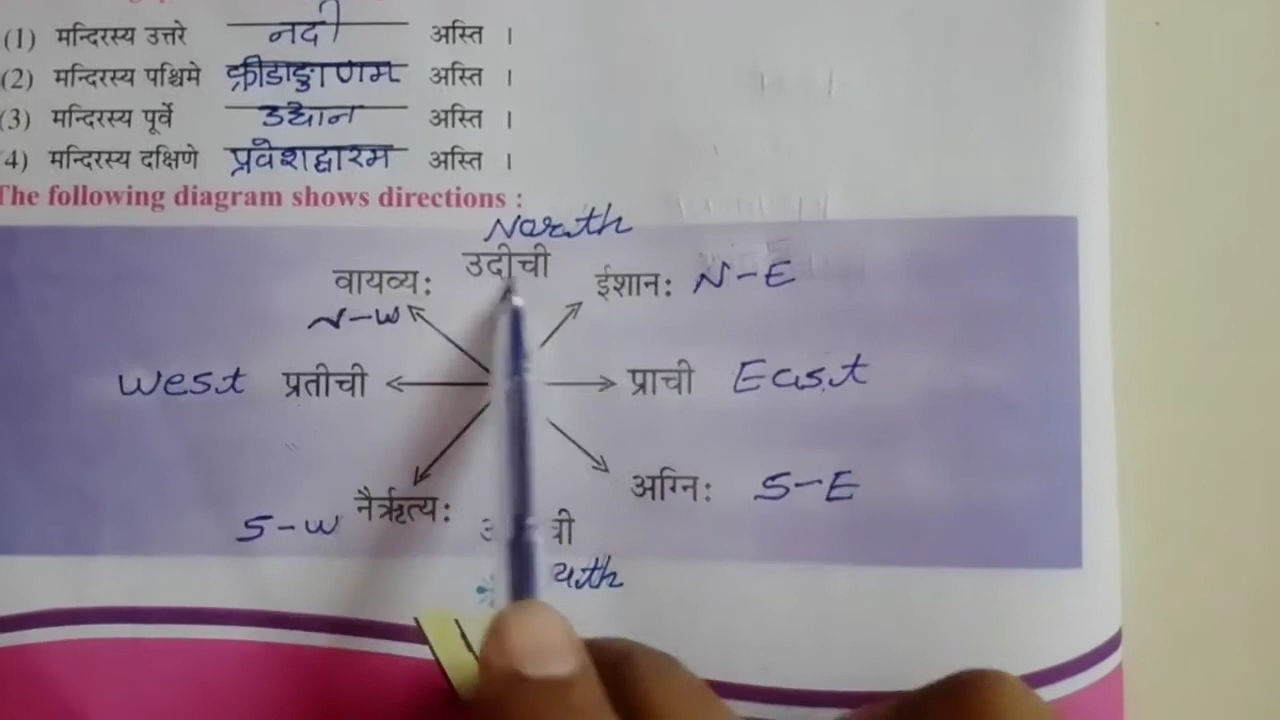 (1) मन्दिरस्य उत्तरे नदी अस्ति ।
(2) मन्दिरस्य पश्चिमे क्रीडाङ्गणम अस्ति ।
(3) मन्दिरस्य पूर्वे उद्यान अस्ति ।
4) मन्दिरस्य दक्षिणे प्रवेशद्वारम अस्ति ।
The following diagram shows directions :
North
वायव्यः उदीची ईशानः N-E
N-W
West प्रतीची प्राची East
अग्निः S-E
S-W नैर्ऋत्यः